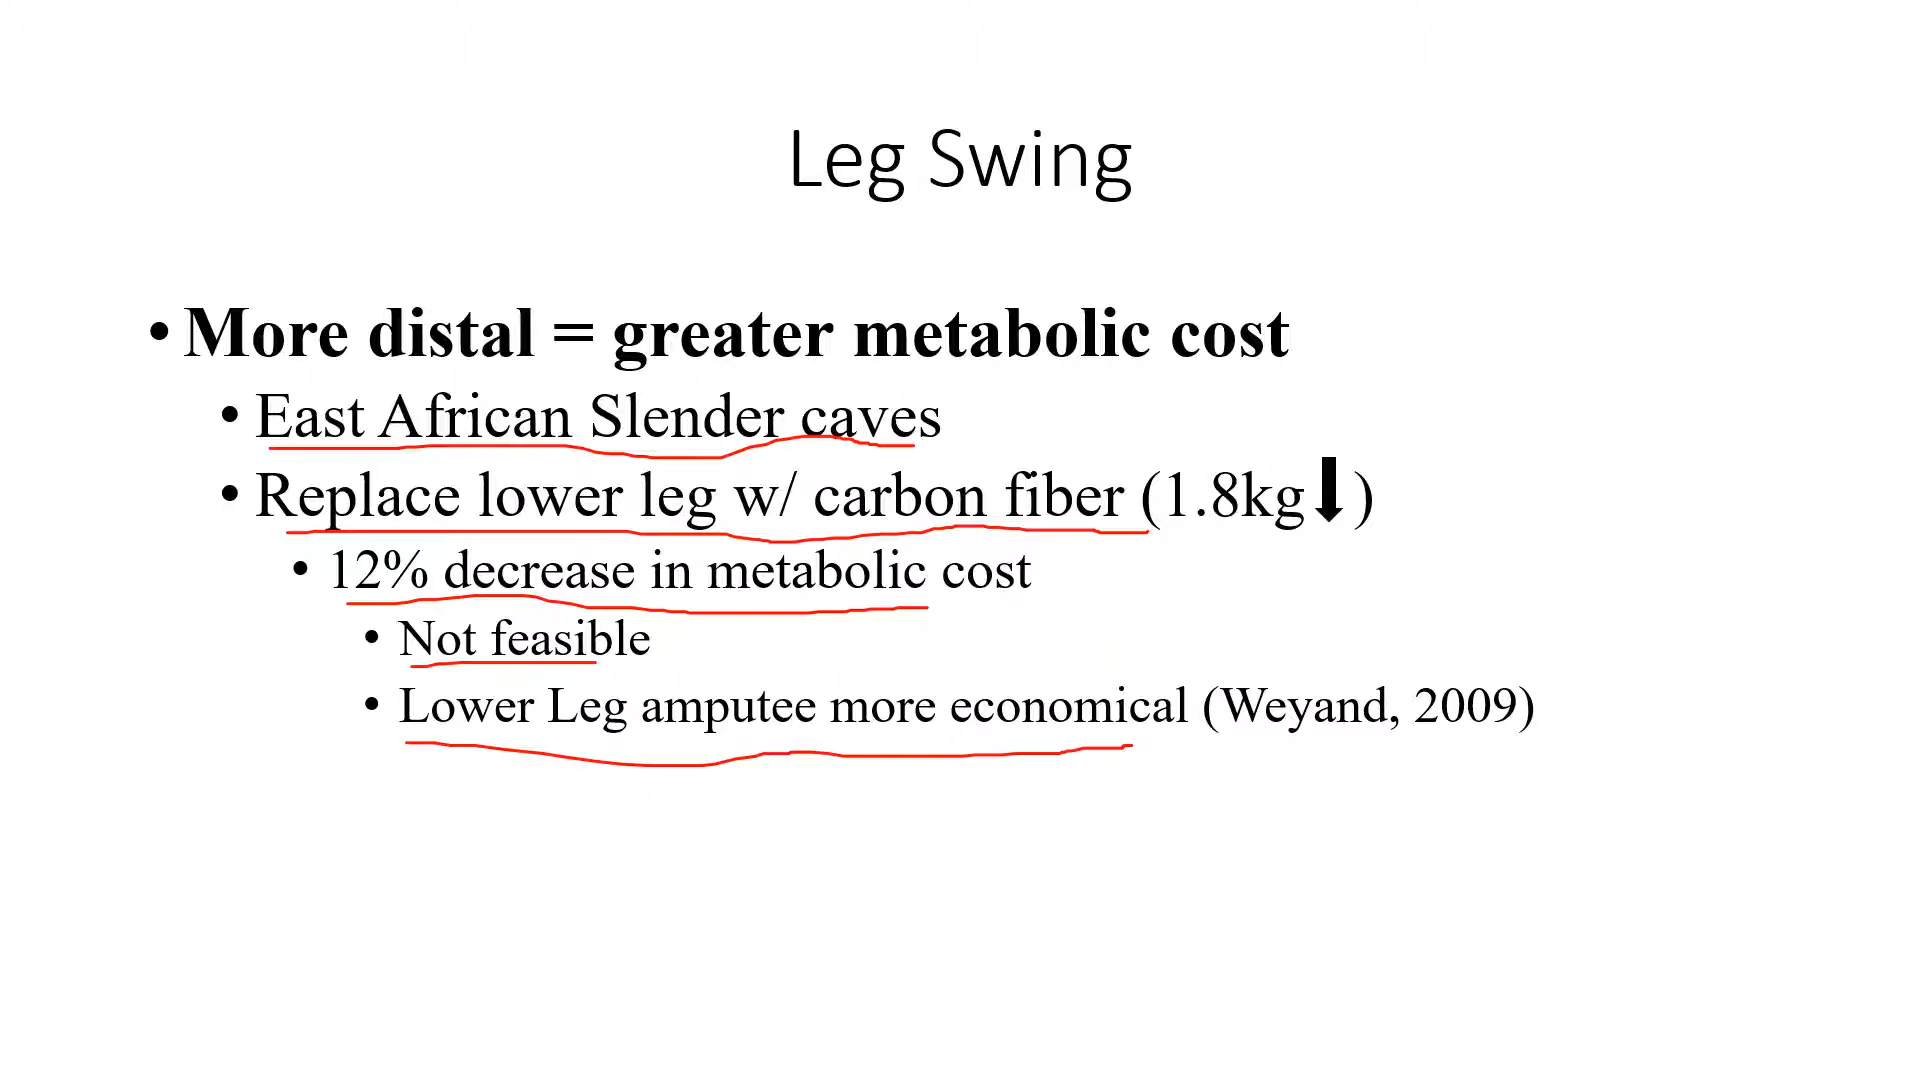 Leg Swing
• More distal = greater metabolic cost
• East African Slender caves
• Replace lower leg w/ carbon fiber (1.8kg⬇)
• 12% decrease in metabolic cost
• Not feasible
• Lower Leg amputee more economical (Weyand, 2009)